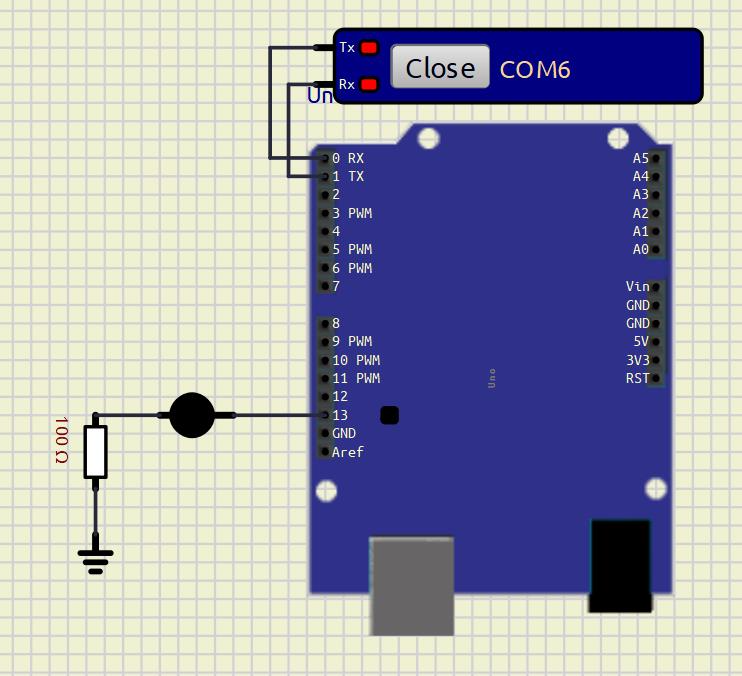 Tx
Close
COM6
Rx
Un
0 RX
A5
1 TX
A4
2
A3
3 PWM
A2
4
A1
5 PWM
A0
6 PWM
7
Vin
GND
8
GND
9 PWM
5V
10 PWM
3V3
11 PWM
RST
Uno
12
13
100 Ω
GND
Aref